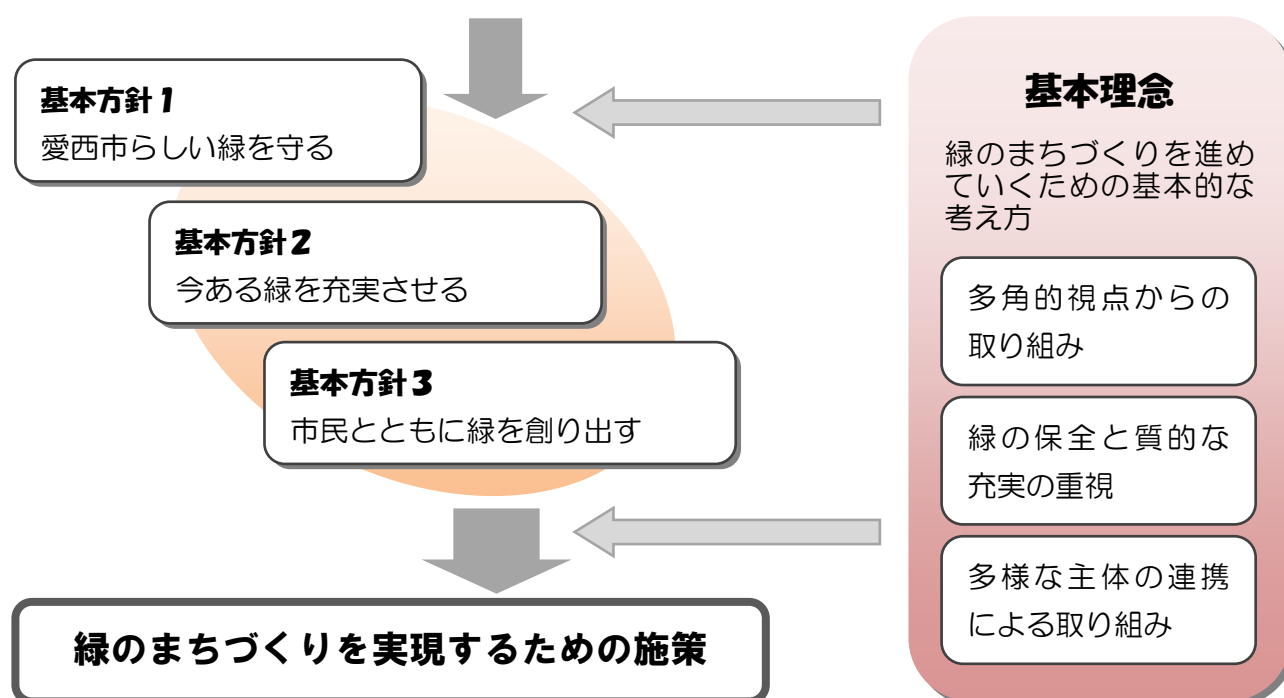 基本方針1
愛西市らしい緑を守る
基本方針2
今ある緑を充実させる
基本方針3
市民とともに緑を創り出す
緑のまちづくりを実現するための施策
基本理念
緑のまちづくりを進め
ていくための基本的な
考え方
多角的視点からの
取り組み
緑の保全と質的な
充実の重視
多様な主体の連携
による取り組み